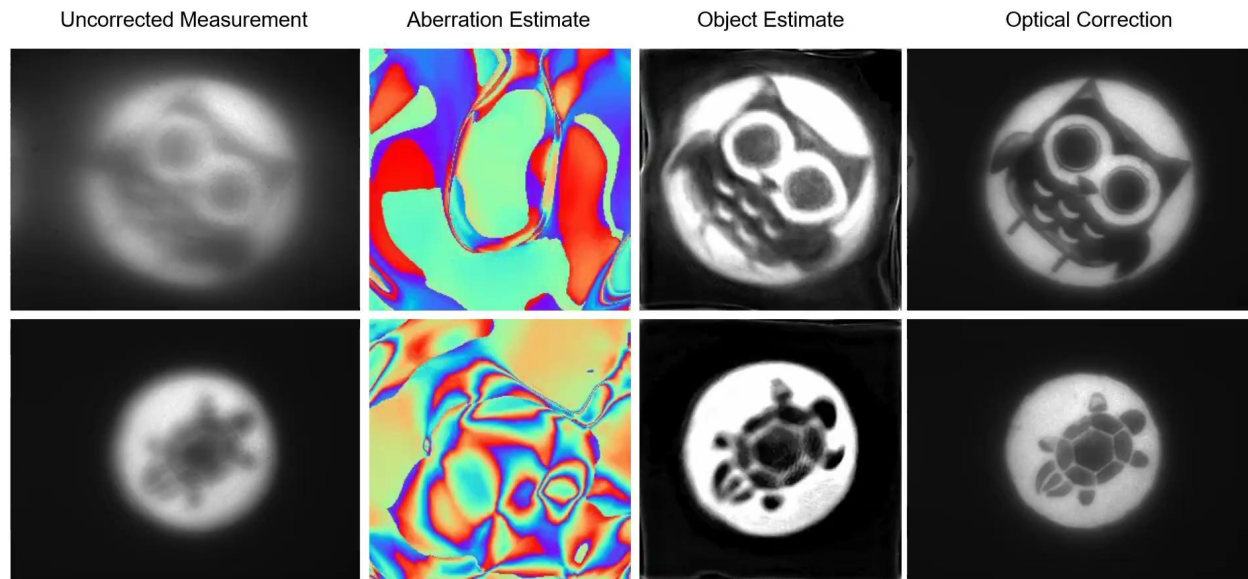 Uncorrected Measurement
Aberration Estimate
Object Estimate
Optical Correction